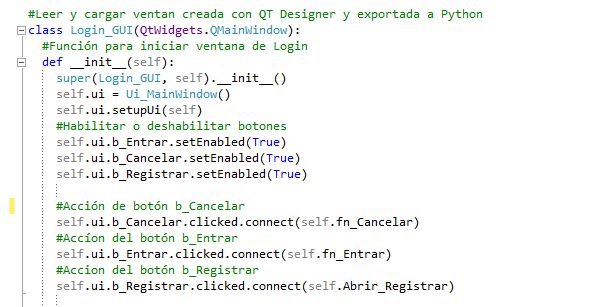 #Leer y cargar ventan creada con QT Designer y exportada a Python
class Login_GUI(QtWidgets.QMainWindow):
#Función para iniciar ventana de Login
def __init__(self):
super(Login_GUI, self).__init__()
self.ui = Ui_MainWindow()
self.ui.setupUi(self)
#Habilitar o deshabilitar botones
self.ui.b_Entrar.setEnabled(True)
self.ui.b_Cancelar.setEnabled(True)
self.ui.b_Registrar.setEnabled(True)
#Acción de botón b_Cancelar
self.ui.b_Cancelar.clicked.connect(self.fn_Cancelar)
#Accíon del botón b_Entrar
self.ui.b_Entrar.clicked.connect(self.fn_Entrar)
#Accion del botón b_Registrar
self.ui.b_Registrar.clicked.connect(self.Abrir_Registrar)